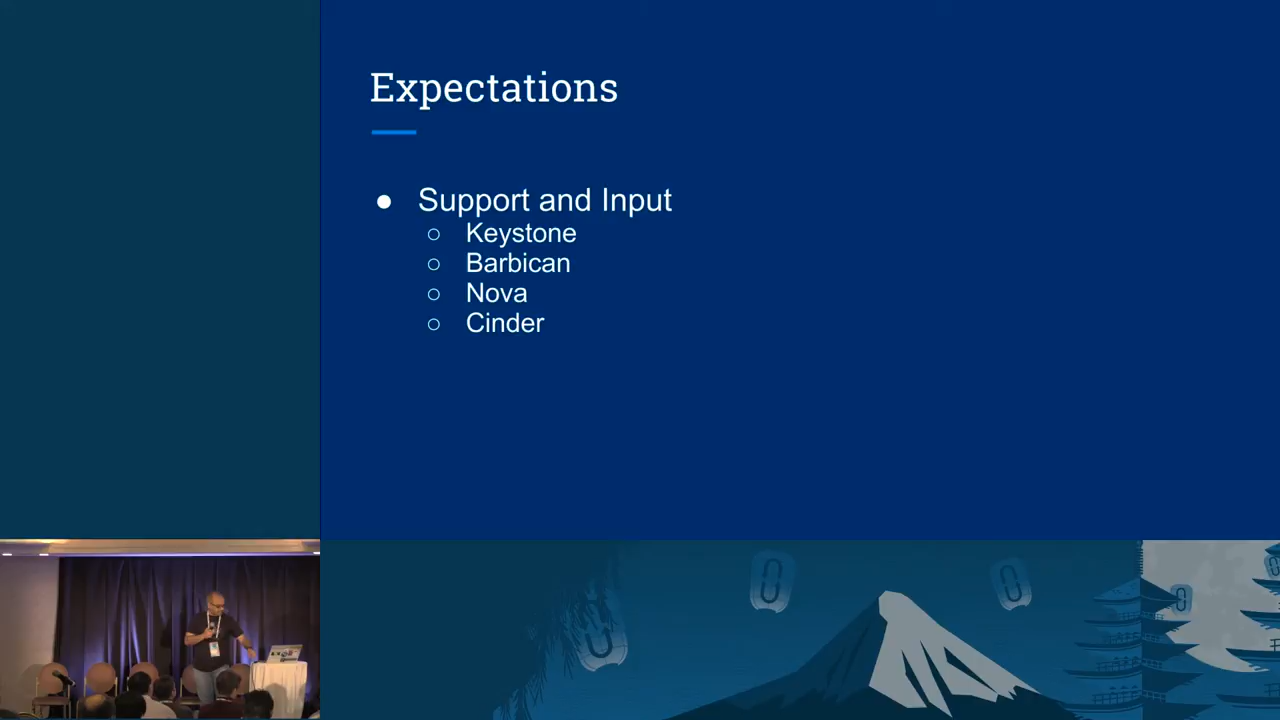 Expectations
● Support and Input
○ Keystone
○ Barbican
○ Nova
○ Cinder